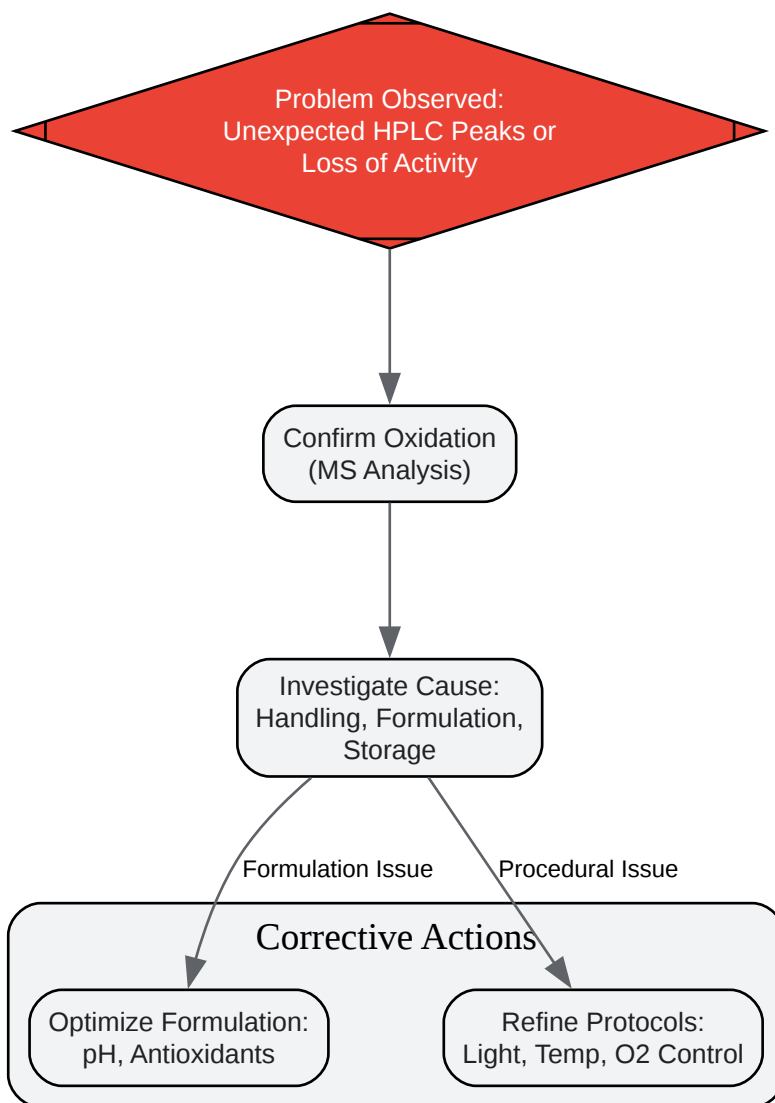 Problem Observed:
Unexpected HPLC Peaks or
Loss of Activity
Confirm Oxidation
(MS Analysis)
Investigate Cause:
Handling, Formulation,
Storage
Formulation Issue
Procedural Issue
Corrective Actions
Optimize Formulation:
pH, Antioxidants
Refine Protocols:
Light, Temp, O2 Control